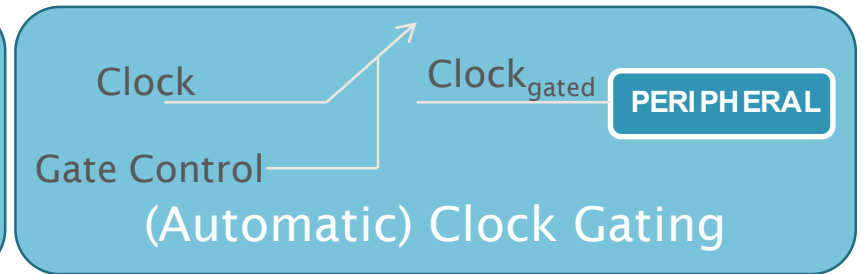 Clock
Clockgated
PERIPHERAL
Gate Control
(Automatic) Clock Gating